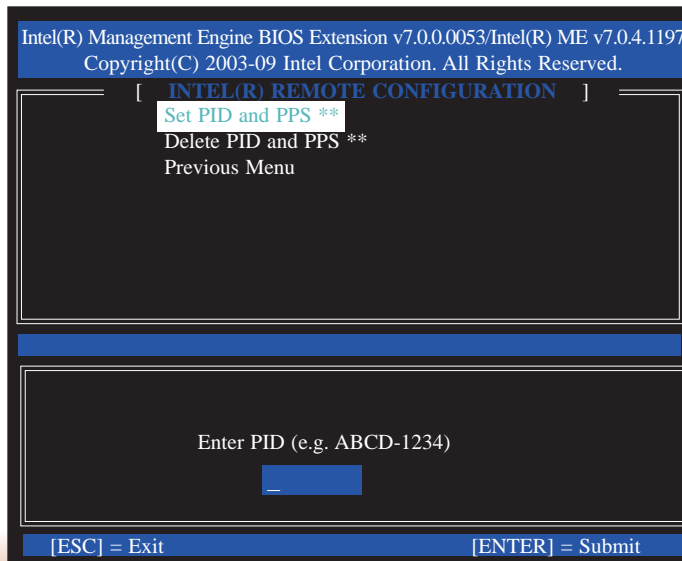 Intel(R) Management Engine BIOS Extension v7.0.0.0053/Intel(R) ME v7.0.4.1197
Copyright(C) 2003-09 Intel Corporation. All Rights Reserved.
[ INTEL(R) REMOTE CONFIGURATION ]
Set PID and PPS **
Delete PID and PPS **
Previous Menu
Enter PID (e.g. ABCD-1234)
_
[ESC] = Exit [ENTER] = Submit